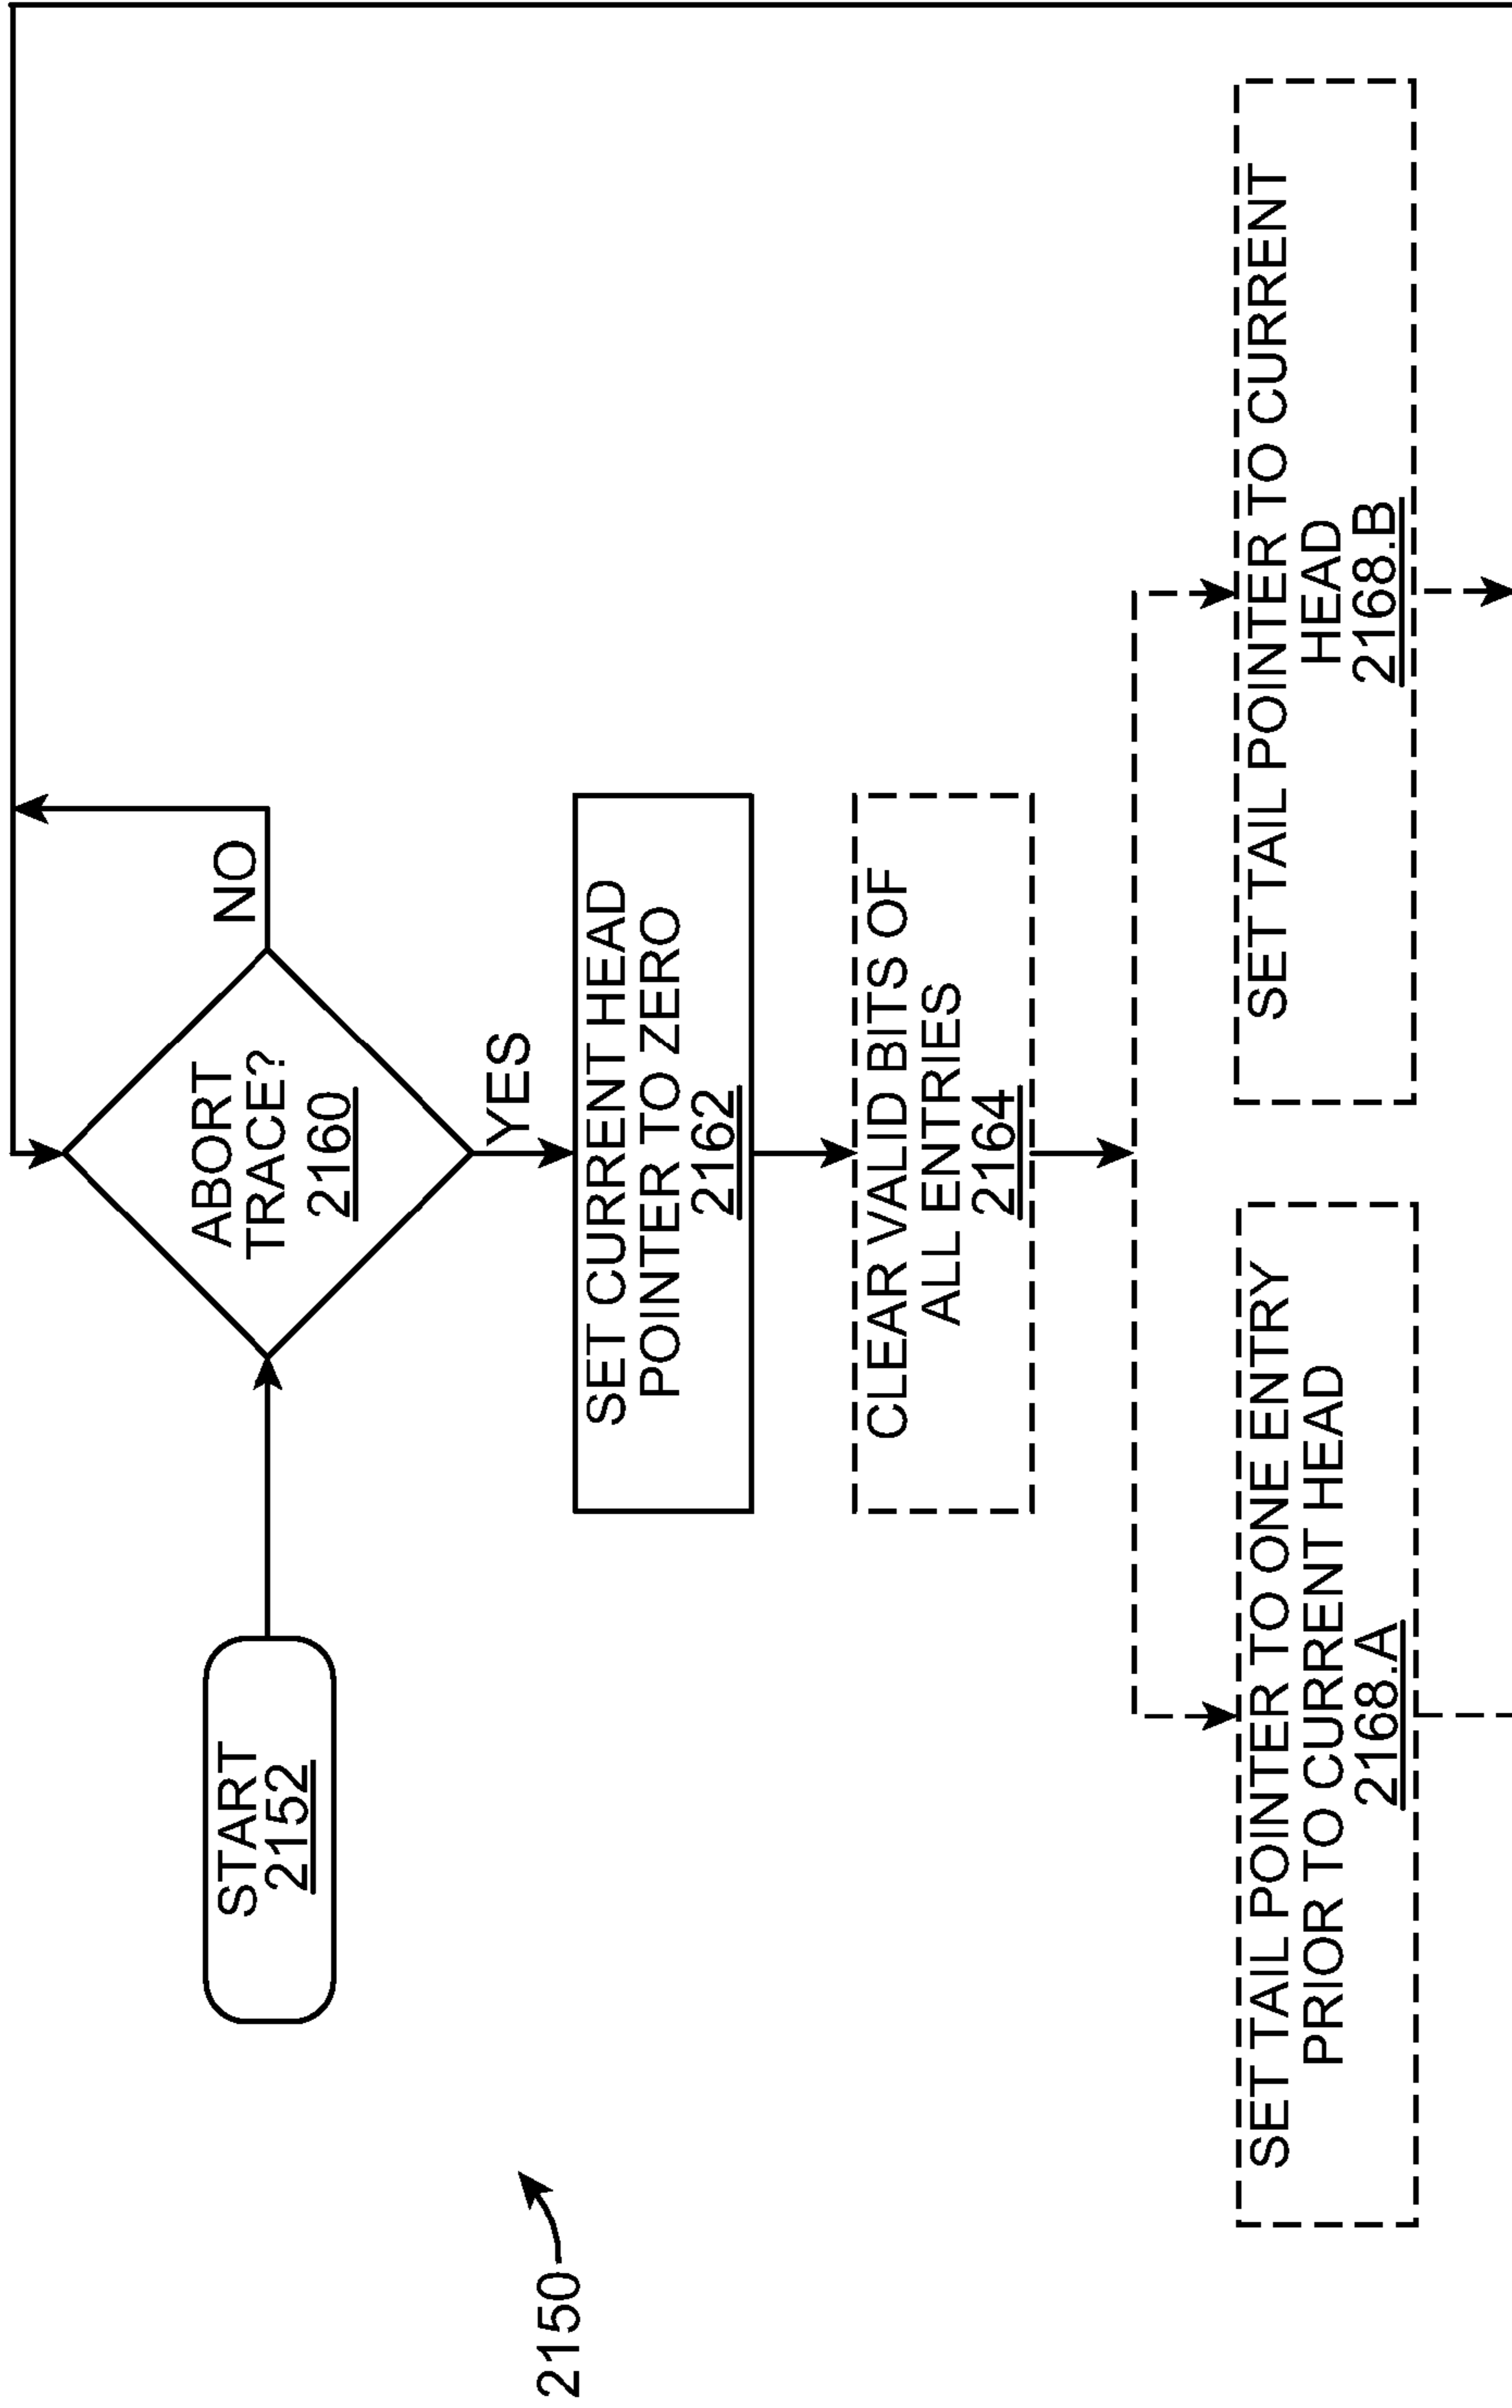 START
2152
ABORT
TRACE?
2160
NO
YES
SET CURRENT HEAD
POINTER TO ZERO
2162
CLEAR VALID BITS OF
ALL ENTRIES
2164
SET TAIL POINTER TO ONE ENTRY
PRIOR TO CURRENT HEAD
2168.A
SET TAIL POINTER TO CURRENT
HEAD
2168.B
2150